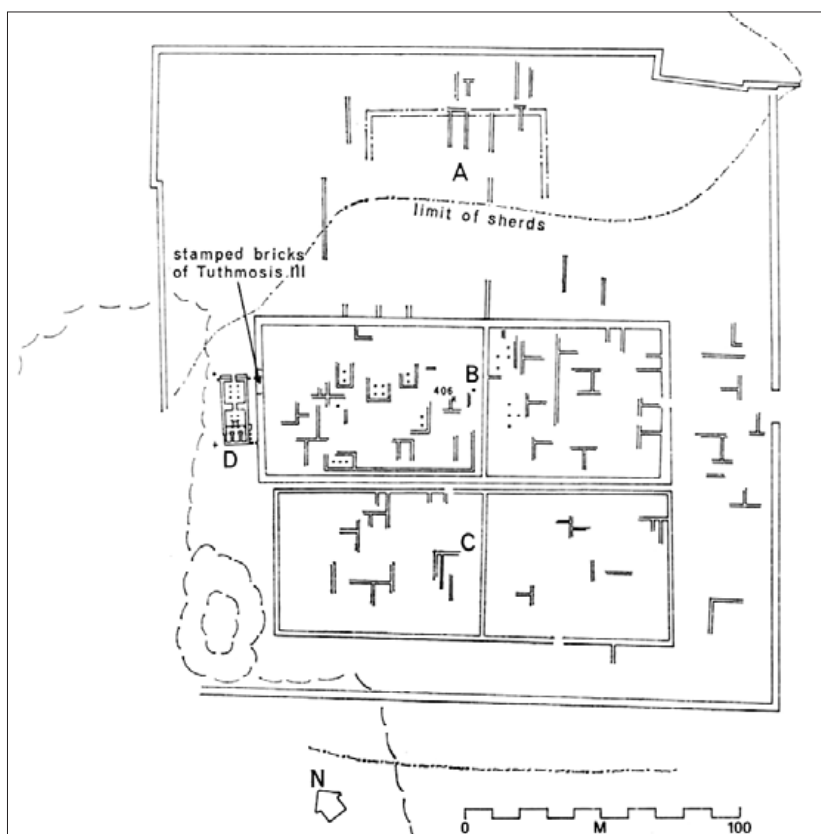 A
limit of sherds
stamped bricks
of Tuthmosis.III
B
406
D
C
N
0 M 100